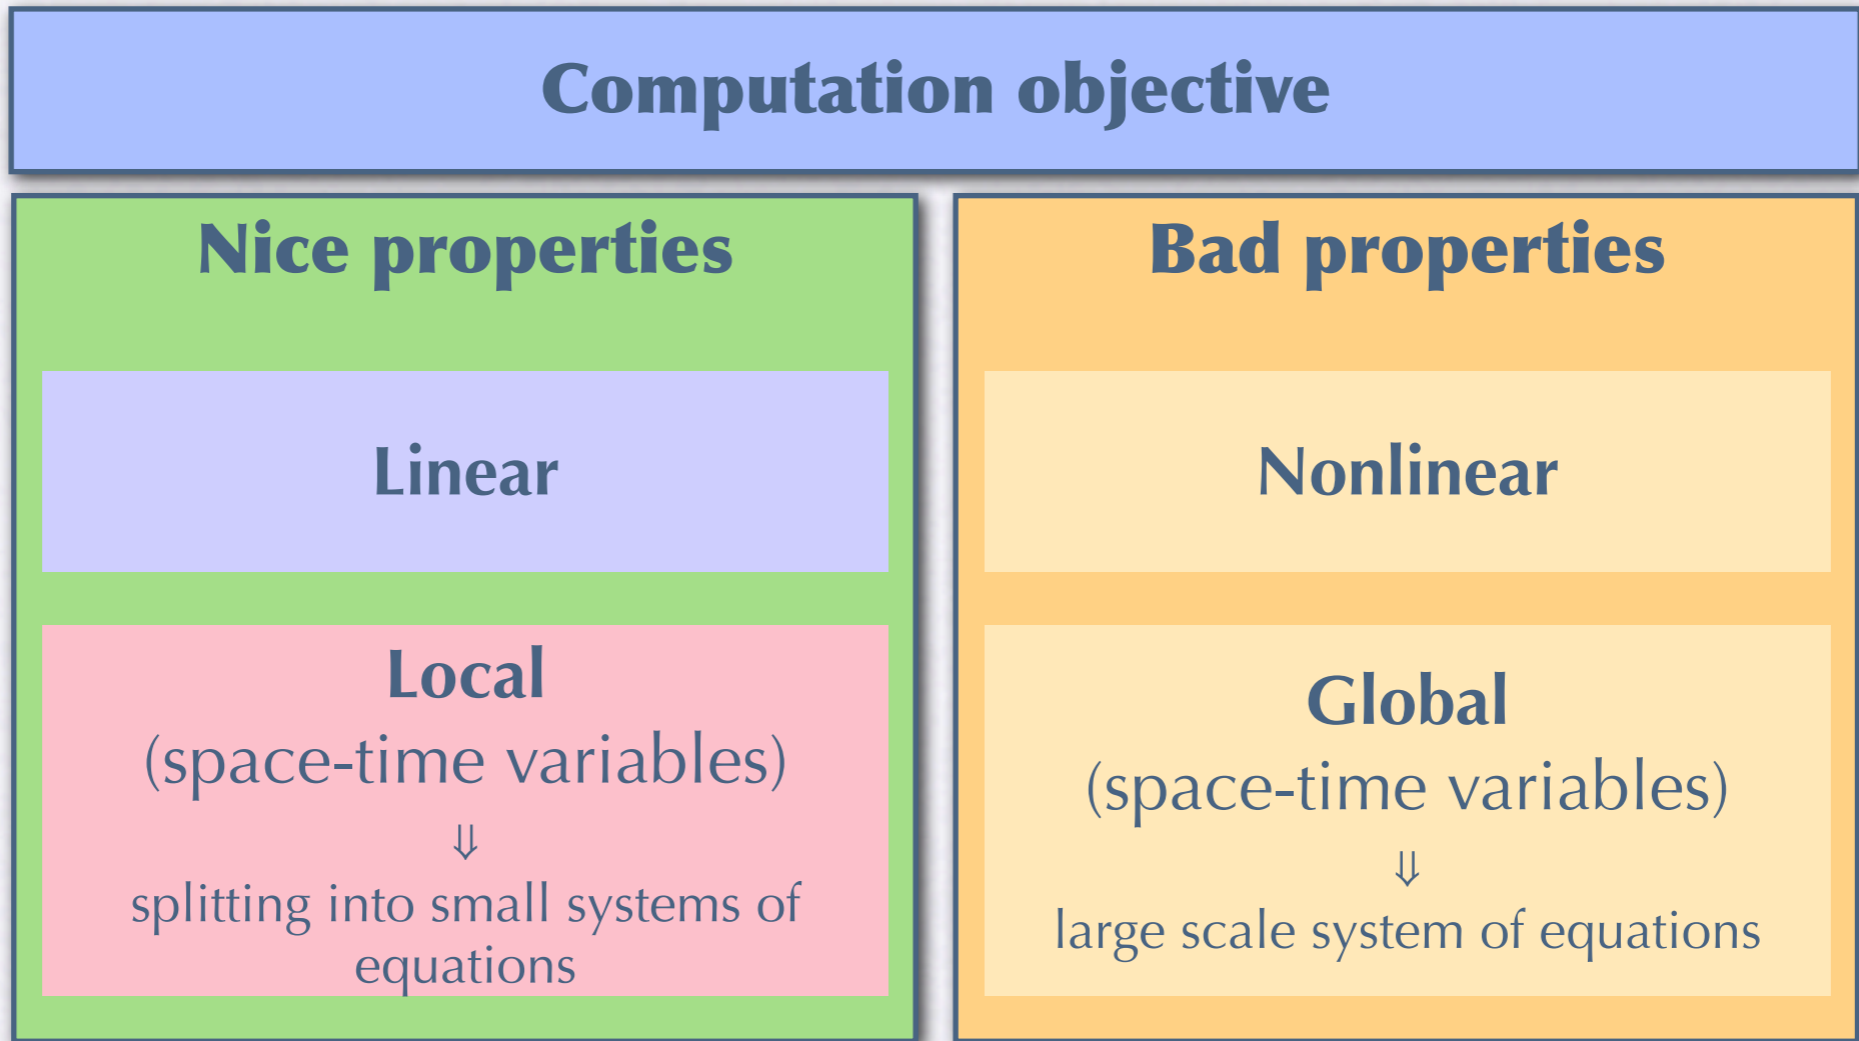 Computation objective
Nice properties
Linear
Local
(space-time variables)
⇓
splitting into small systems of
equations
Bad properties
Nonlinear
Global
(space-time variables)
⇓
large scale system of equations